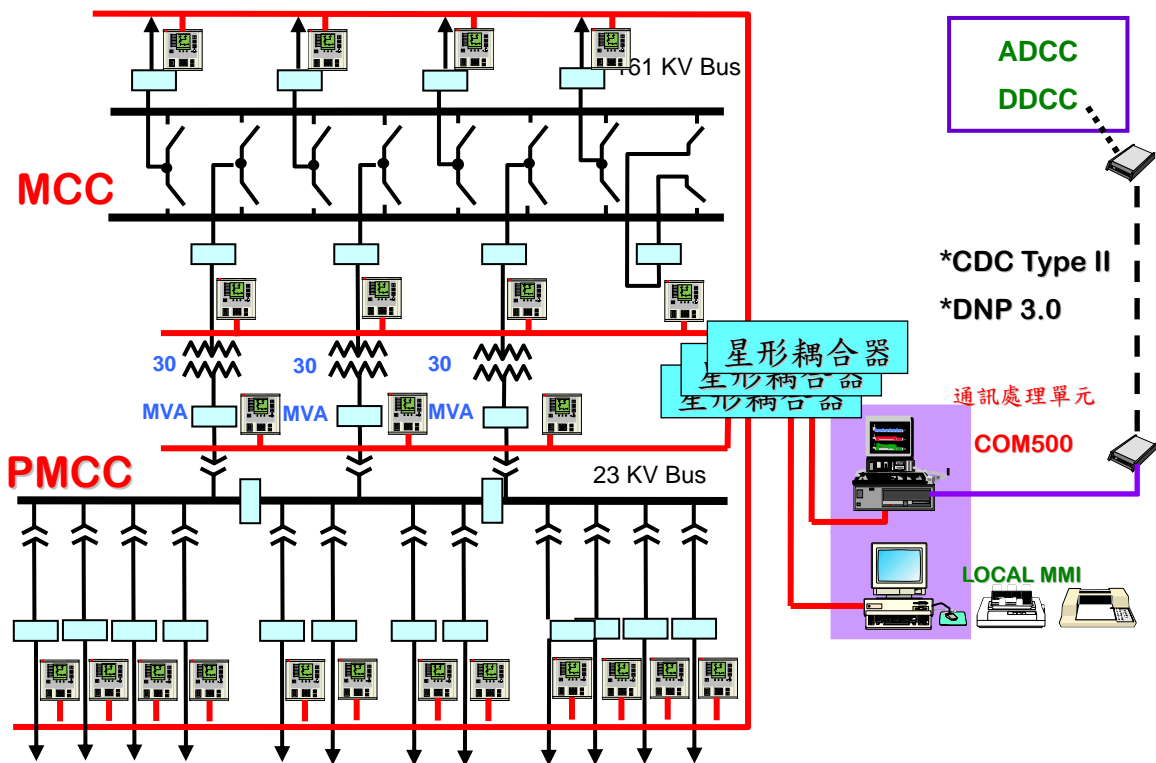 161 KV Bus
ADCC
DDCC
MCC
*CDC Type II
*DNP 3.0
星形耦合器
星形耦合器
星形耦合器
30
30
30
MVA
MVA
MVA
通訊處理單元
COM500
PMCC
23 KV Bus
LOCAL MMI